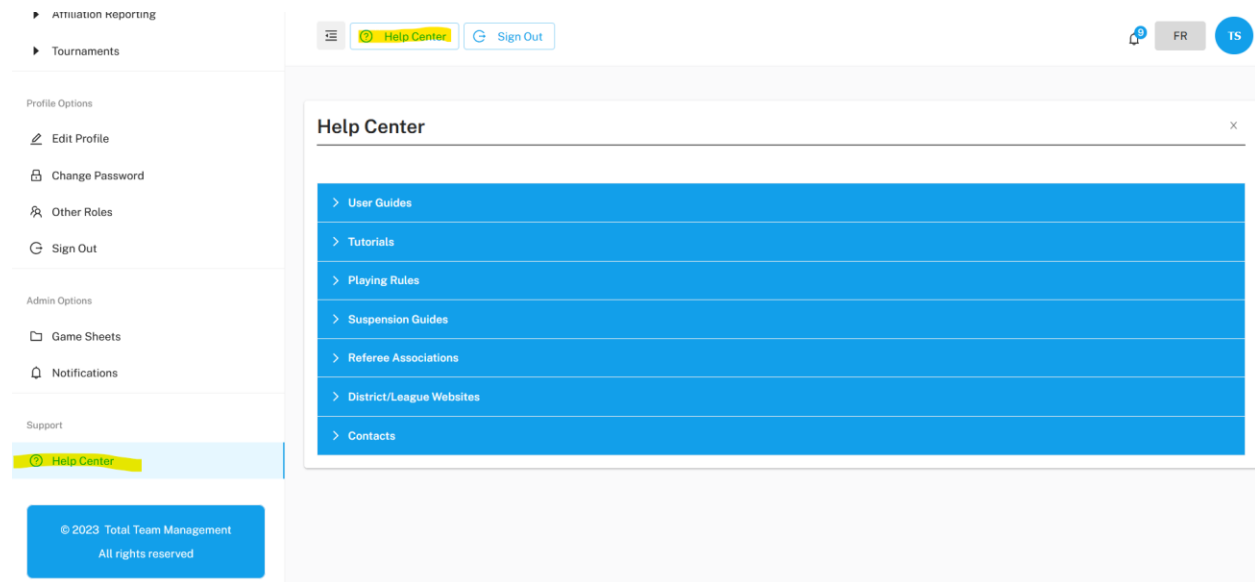 Affiliation Reporting
Tournaments
Profile Options
Edit Profile
Change Password
Other Roles
Sign Out
Admin Options
Game Sheets
Notifications
Support
Help Center
© 2023 Total Team Management
All rights reserved
Help Center Sign Out
9
FR
TS
Help Center
X
User Guides
Tutorials
Playing Rules
Suspension Guides
Referee Associations
District/League Websites
Contacts